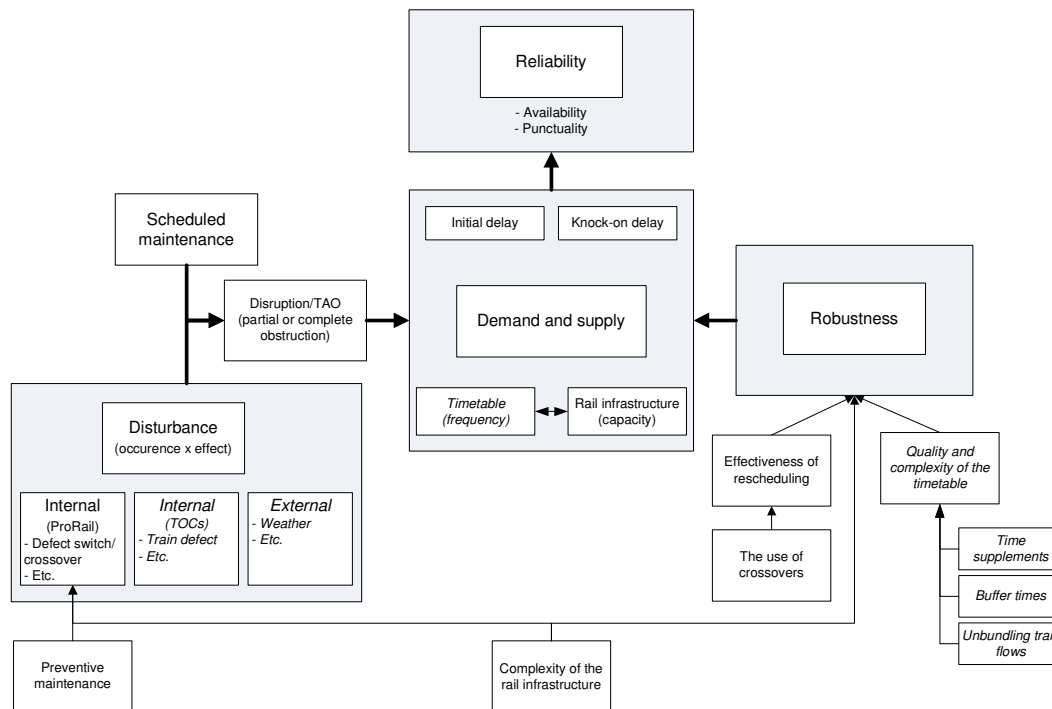 Reliability
- Availability
- Punctuality
Scheduled
maintenance
Initial delay
Knock-on delay
Disruption/TAO
(partial or complete
obstruction)
Demand and supply
Robustness
Timetable
(frequency)
Rail infrastructure
(capacity)
Disturbance
(occurence x effect)
Internal
(ProRail)
- Defect switch/
crossover
- Etc.
Internal
(TOCs)
- Train defect
- Etc.
External
- Weather
- Etc.
Effectiveness of
rescheduling
Quality and
complexity of the
timetable
The use of
crossovers
Time
supplements
Buffer times
Unbundling train
flows
Preventive
maintenance
Complexity of the
rail infrastructure